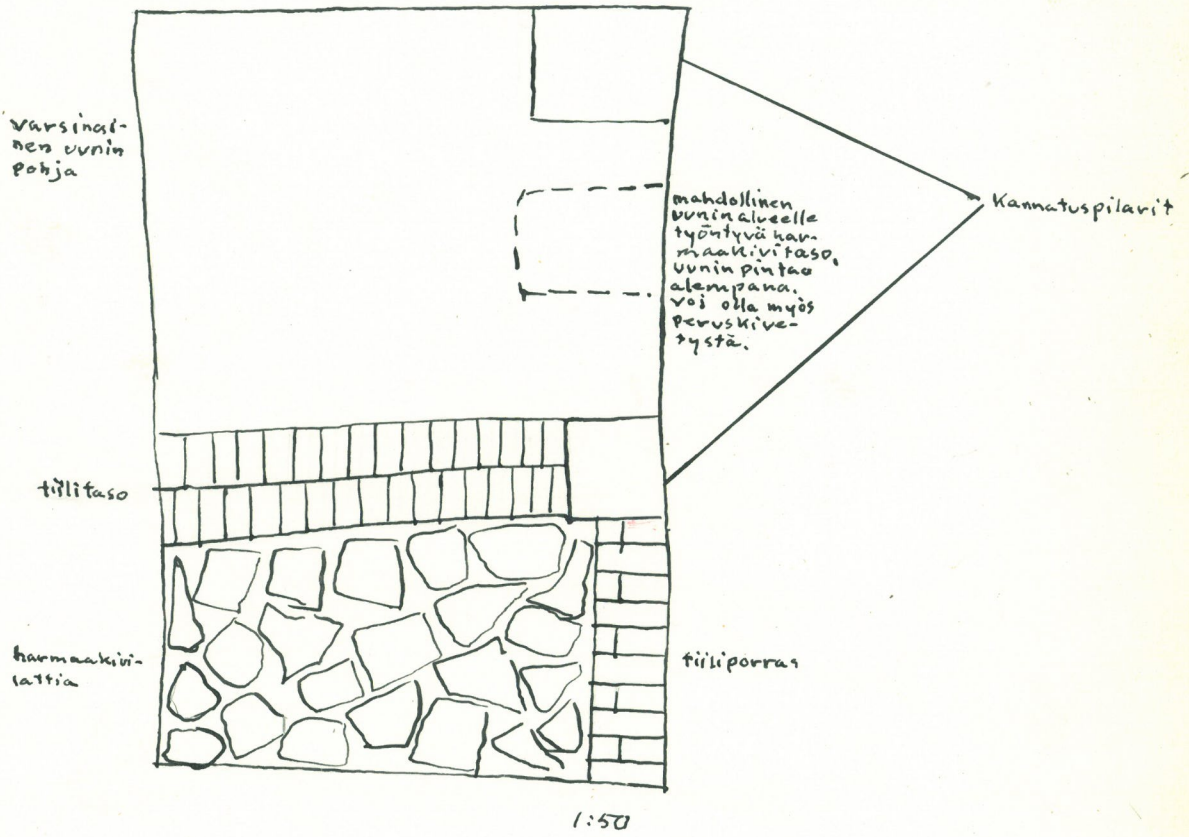 varsinai-
nen uunin
pohja
mahdollinen
uuninalueelle
työntyvä har-
maakivitaso,
uunin pintaa
alempana.
voi olla myös
peruskive-
tystä.
Kannatuspilarit
tiilitaso
harmaakivi-
lattia
tiiliporras
1:50